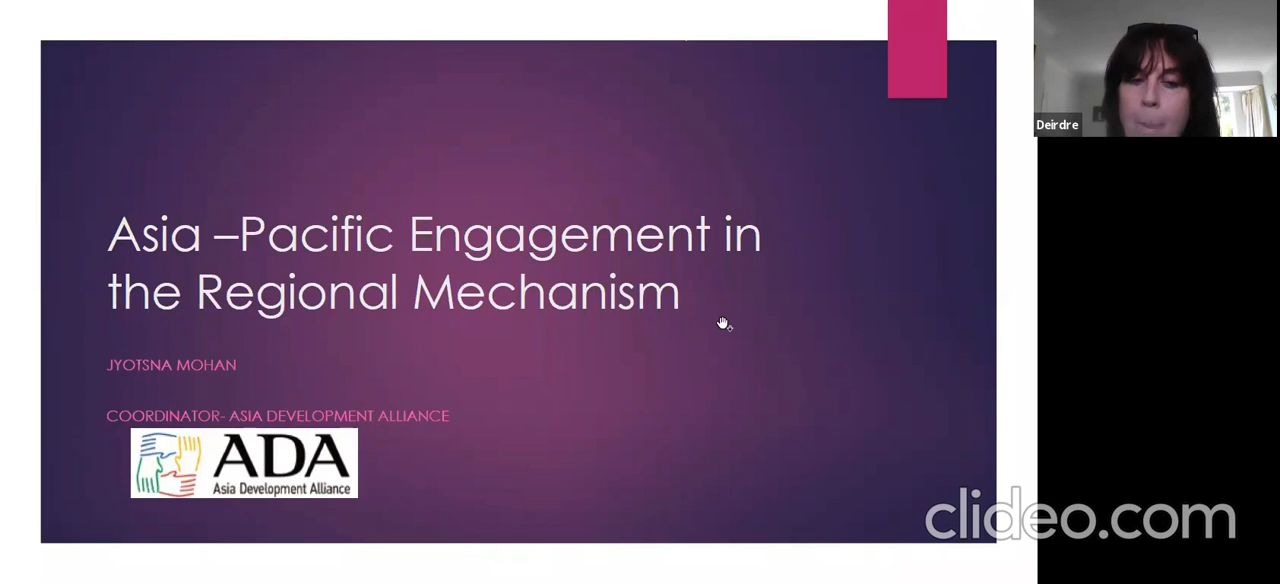 Asia –Pacific Engagement in
the Regional Mechanism
JYOTSNA MOHAN
COORDINATOR- ASIA DEVELOPMENT ALLIANCE
ADA
Asia Development Alliance
Deirdre
clideo.com